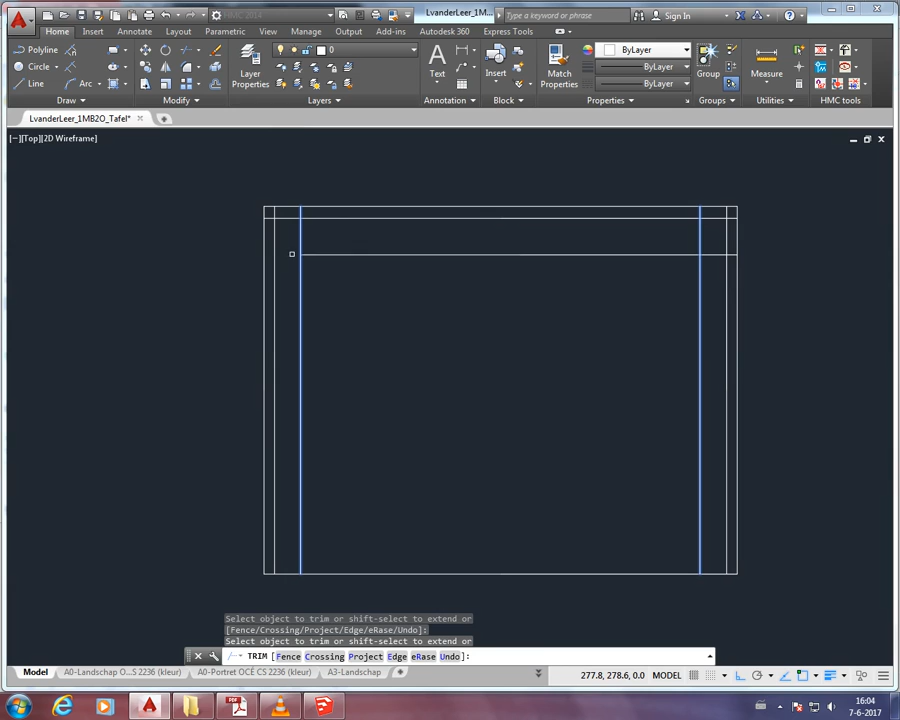 HMC 2014
LvanderLeer_1M...
Type a keyword or phrase
Sign In
Home
Insert
Annotate
Layout
Parametric
View
Manage
Output
Add-ins
Autodesk 360
Express Tools
Polyline
Circle
Line
Arc
Layer
Properties
0
Text
Insert
Match
Properties
ByLayer
ByLayer
ByLayer
Group
Measure
Draw
Modify
Layers
Annotation
Block
Properties
Groups
Utilities
HMC tools
LvanderLeer_1MB2O_Tafel*
[−][Top][2D Wireframe]
Select object to trim or shift-select to extend or
[Fence/Crossing/Project/Edge/eRase/Undo]:
Select object to trim or shift-select to extend or
TRIM [Fence Crossing Project Edge eRase Undo]:
Model
A0-Landschap O...S 2236 (kleur)
A0-Portret OCÉ CS 2236 (kleur)
A3-Landschap
277.8, 278.6, 0.0
MODEL
16:04
7-6-2017